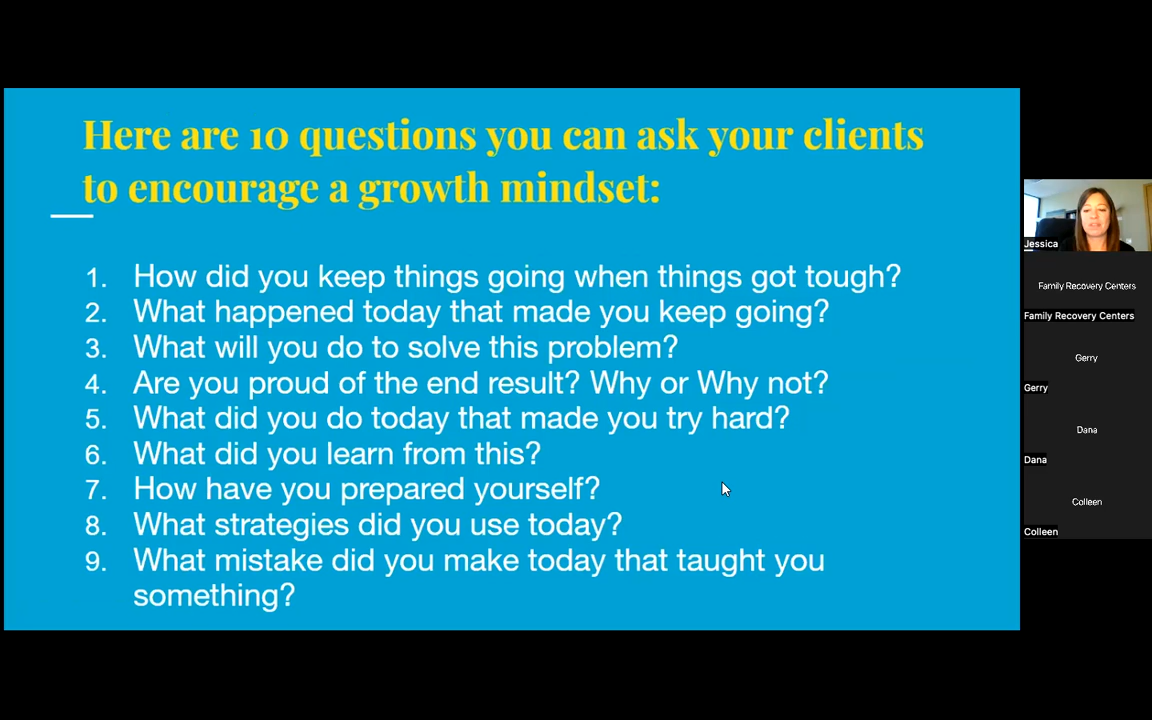 Here are 10 questions you can ask your clients
to encourage a growth mindset:
1. How did you keep things going when things got tough?
2. What happened today that made you keep going?
3. What will you do to solve this problem?
4. Are you proud of the end result? Why or Why not?
5. What did you do today that made you try hard?
6. What did you learn from this?
7. How have you prepared yourself?
8. What strategies did you use today?
9. What mistake did you make today that taught you
something?
Jessica
Family Recovery Centers
Family Recovery Centers
Gerry
Gerry
Dana
Dana
Colleen
Colleen